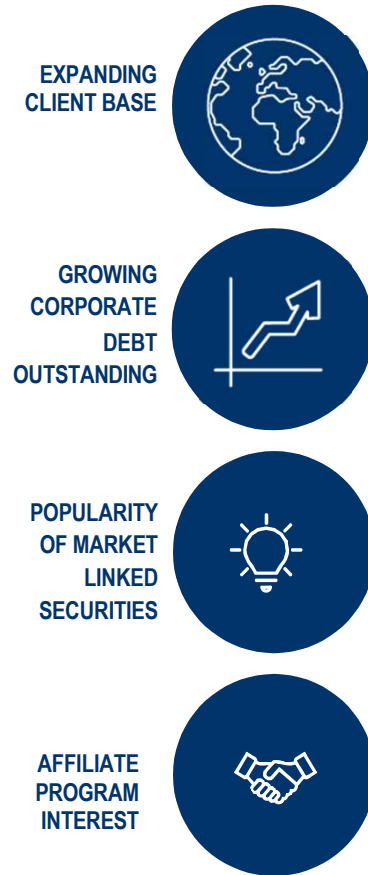 EXPANDING
CLIENT BASE
GROWING
CORPORATE
DEBT
OUTSTANDING
POPULARITY
OF MARKET
LINKED
SECURITIES
AFFILIATE
PROGRAM
INTEREST